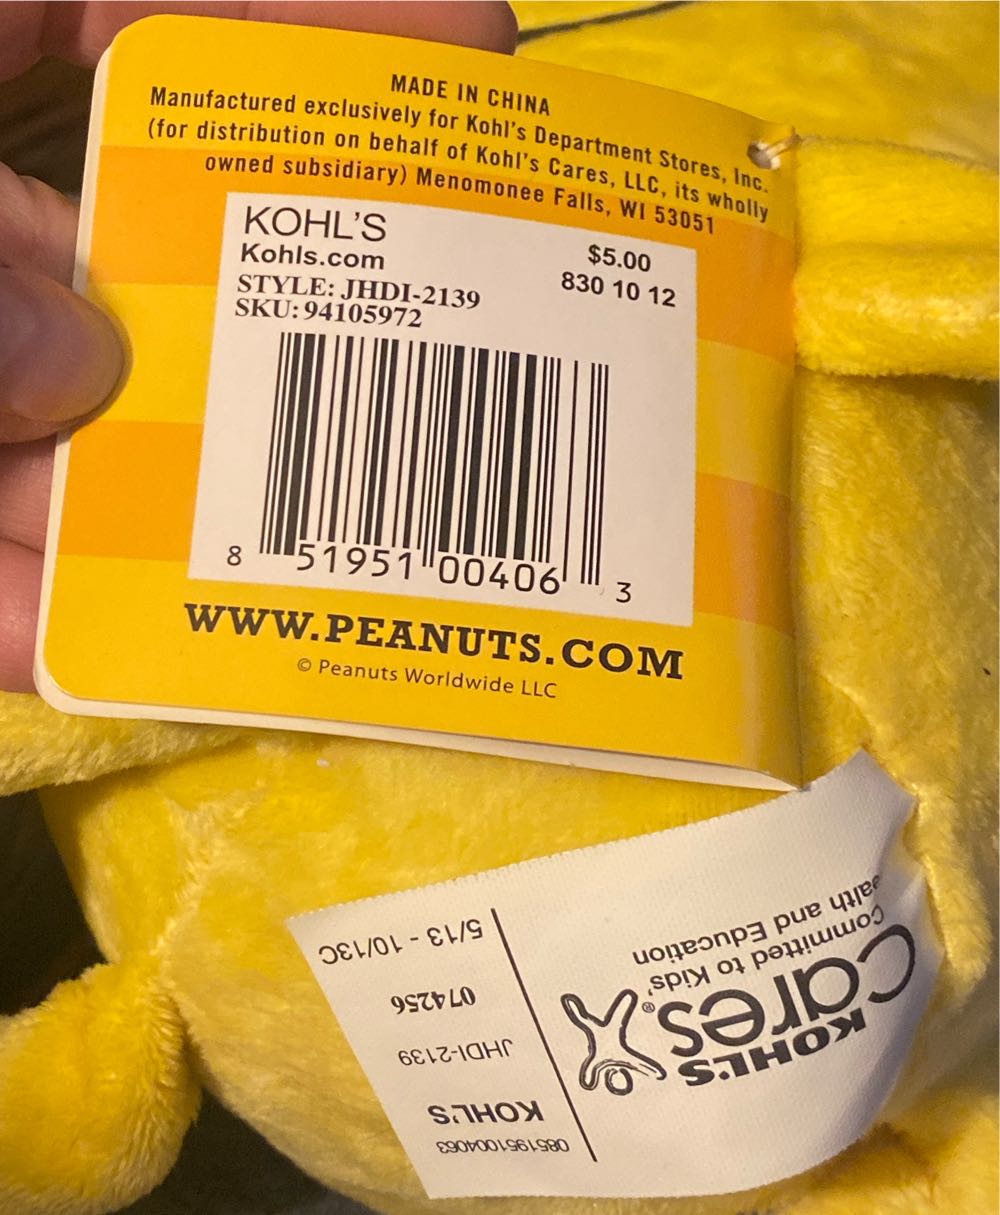 MADE IN CHINA
Manufactured exclusively for Kohl's Department Stores, Inc.
(for distribution on behalf of Kohl's Cares, LLC, its wholly
owned subsidiary) Menomonee Falls, WI 53051
KOHL'S
Kohls.com
$5.00
STYLE: JHDI-2139
830 10 12
SKU: 94105972
8 51951 00406 3
WWW.PEANUTS.COM
© Peanuts Worldwide LLC
KOHL'S
cares®
Committed to Kids'
ealth and Education
0851951004063
KOHL'S
JHDI-2139
074256
5/13 - 10/13C